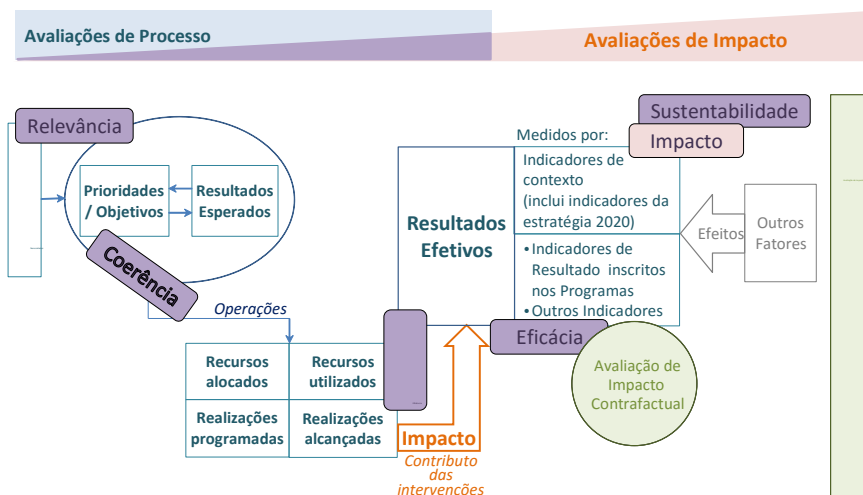 Avaliações de Processo
Avaliações de Impacto
Relevância
Prioridades
/ Objetivos
Resultados
Esperados
Coerência
Operações
Recursos
alocados
Recursos
utilizados
Realizações
programadas
Realizações
alcançadas
Resultados
Efetivos
Medidos por:
Sustentabilidade
Impacto
Indicadores de
contexto
(inclui indicadores da
estratégia 2020)
•Indicadores de
Resultado inscritos
nos Programas
•Outros Indicadores
Eficácia
Efeitos
Outros
Fatores
Avaliação de
Impacto
Contrafactual
Impacto
Contributo
das
intervenções